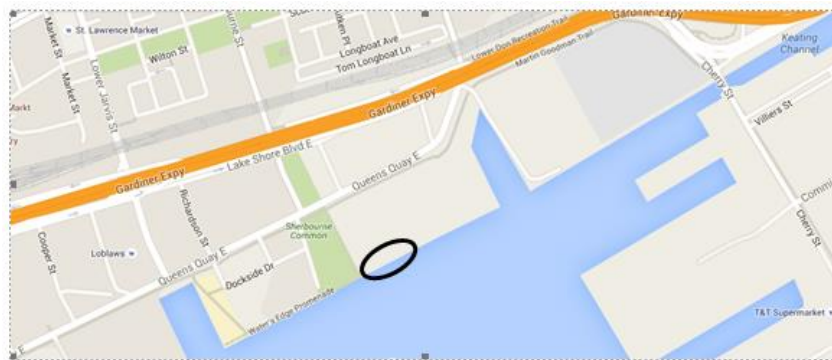 St. Lawrence Market
Market St
Market St
Lower Jarvis St
Wilton St
Longboat Ave
Tom Longboat Ln
Lower Don Recreation Trail
Martin Goodman Trail
Gardiner Expy
Keating
Channel
Cherry St
Villiers St
Gardiner Expy
Lake Shore Blvd E
Gardiner Expy
Queens Quay E
Richardson St
Sherbourne
Common
Cooper St
Loblaws
Queens Quay E
Dockside Dr
Water's Edge Promenade
Cherry St
T&T Supermarket